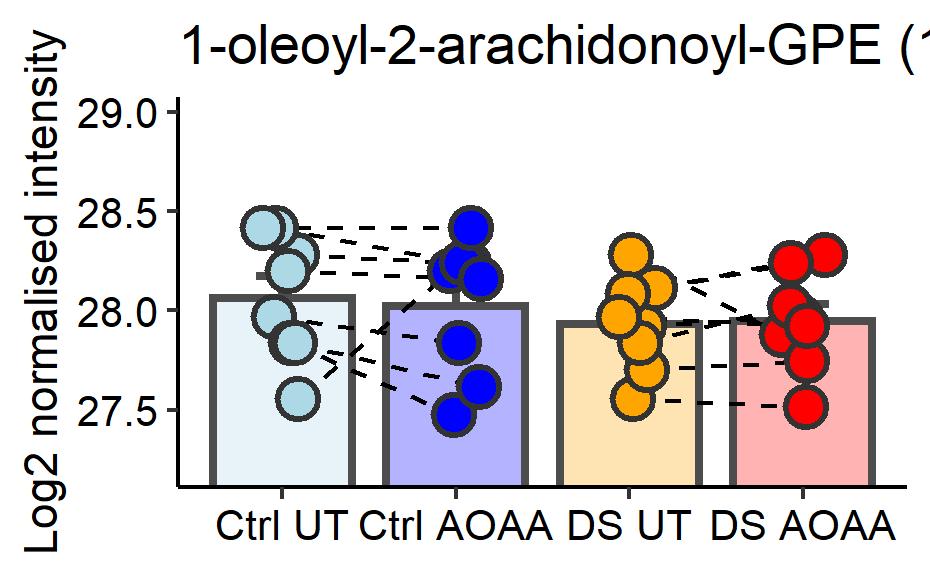 1-oleoyl-2-arachidonoyl-GPE (1
Log2 normalised intensity
29.0
28.5
28.0
27.5
Ctrl UT Ctrl AOAA DS UT DS AOAA